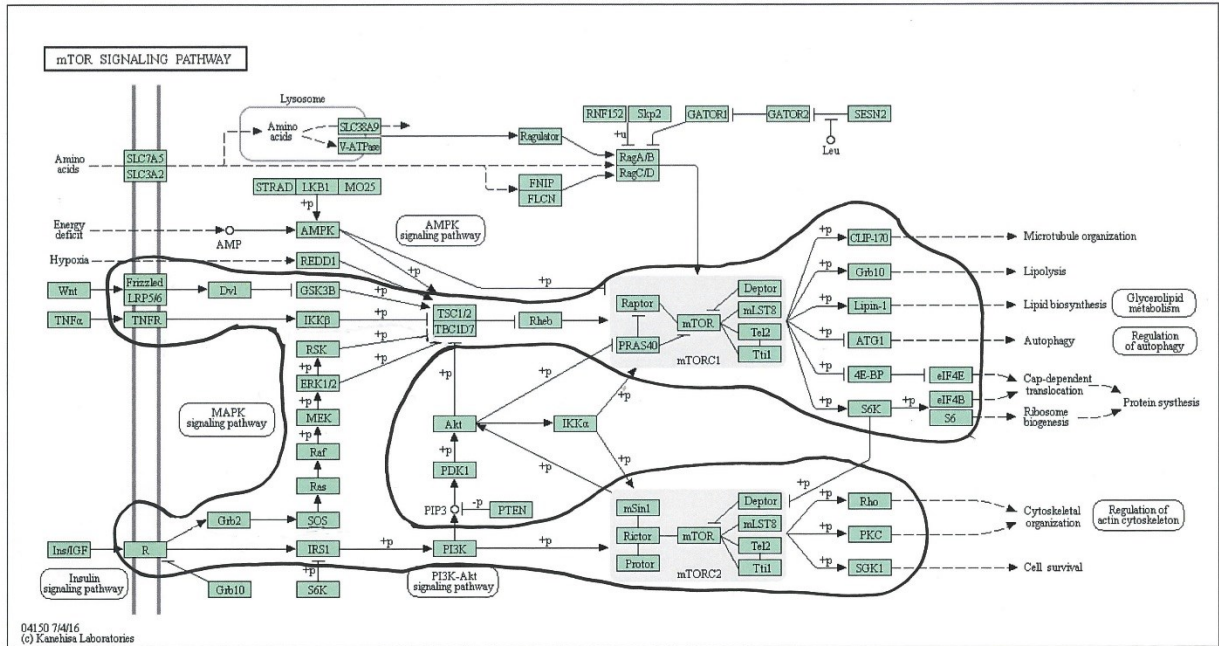 mTOR SIGNALING PATHWAY
Lysosome
Amino
acids
SLC38A9
V-ATPase
Ragulator
RNF152
Skp2
GATOR1
GATOR2
SESN2
+u
Leu
Amino
acids
SLC7A5
SLC3A2
RagA/B
RagC/D
FNIP
FLCN
STRAD
LKB1
MO25
+p
Energy
deficit
AMP
AMPK
AMPK
signaling pathway
+p
+p
Hypoxia
REDD1
CLIP-170
+p
Microtubule organization
Grb10
+p
Lipolysis
Wnt
Frizzled
LRP5/6
Dvl
GSK3B
+p
Raptor
Deptor
mLST8
mTOR
Tel2
Tti1
PRAS40
mTORC1
Lipin-1
+p
Lipid biosynthesis
Glycerolipid
metabolism
TNFα
TNFR
IKKβ
+p
TSC1/2
TBC1D7
Rheb
ATG1
+p
Autophagy
Regulation
of autophagy
RSK
+p
+p
ERK1/2
+p
+p
+p
+p
4E-BP
+p
eIF4E
Cap-dependent
translocation
eIF4B
S6K
+p
+p
S6
Ribosome
biogenesis
Protein systhesis
MAPK
signaling pathway
MEK
+p
Raf
Ras
Akt
+p
PDK1
IKKα
+p
+p
PIP3
-p
PTEN
+p
Grb2
SOS
mSin1
Deptor
mLST8
Rictor
mTOR
Tel2
Protor
Tti1
mTORC2
+p
Rho
Cytoskeletal
organization
Regulation of
actin cytoskeleton
+p
PKC
+p
SGK1
Cell survival
Ins/IGF
R
IRS1
+p
PI3K
+p
Insulin
signaling pathway
Grb10
+p
S6K
PI3K-Akt
signaling pathway
04150 7/4/16
(c) Kanehisa Laboratories